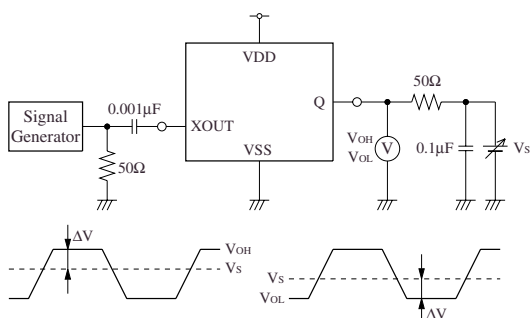 VDD
Signal
Generator
0.001μF
XOUT
Q
50Ω
50Ω
VSS
VOH
VOL
V
0.1μF
VS
ΔV
VOH
VS
VS
VOL
ΔV